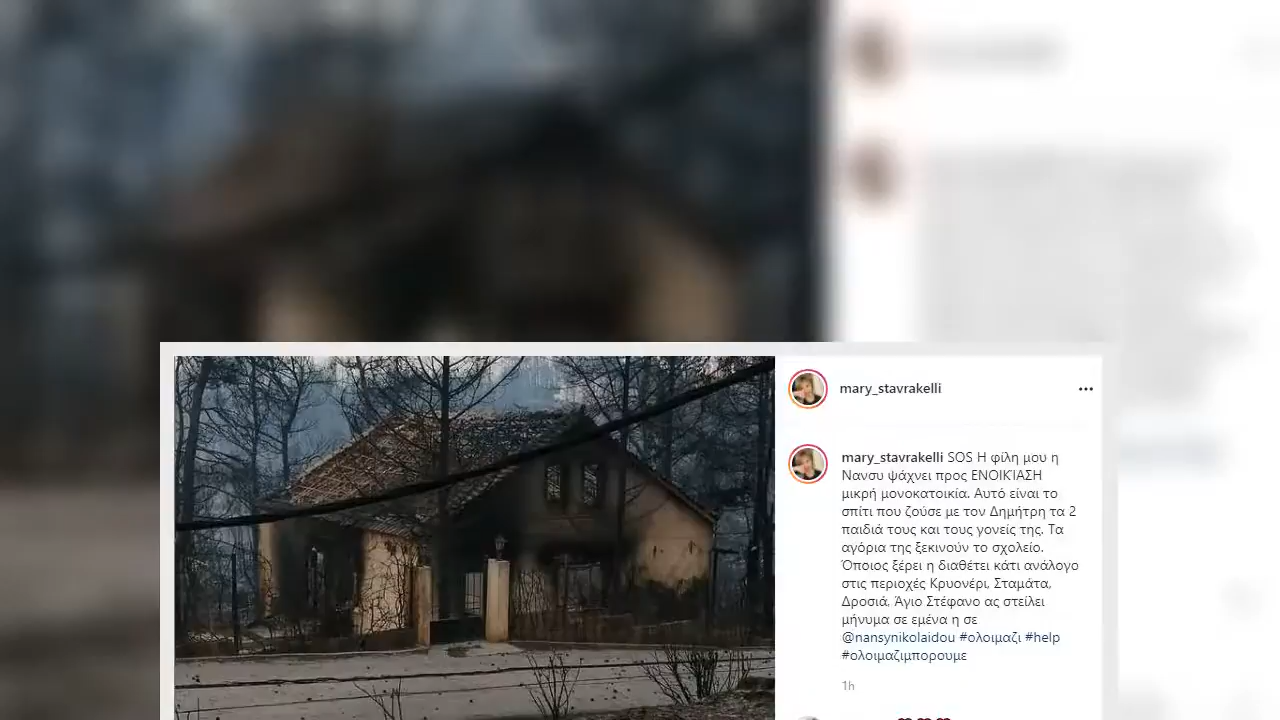 mary_stavrakelli
mary_stavrakelli SOS Η φίλη μου η
Νανσυ ψάχνει προς ΕΝΟΙΚΊΑΣΗ
μικρή μονοκατοικία. Αυτό είναι το
σπίτι που ζούσε με τον Δημήτρη τα 2
παιδιά τους και τους γονείς της. Τα
αγόρια της ξεκινούν το σχολείο.
Όποιος ξέρει η διαθέτει κάτι ανάλογο
στις περιοχές Κρυονέρι, Σταμάτα,
Δροσιά, Άγιο Στέφανο ας στείλει
μήνυμα σε εμένα η σε
@nansynikolaidou #ολοιμαζι #help
#ολοιμαζιμπορουμε
1h